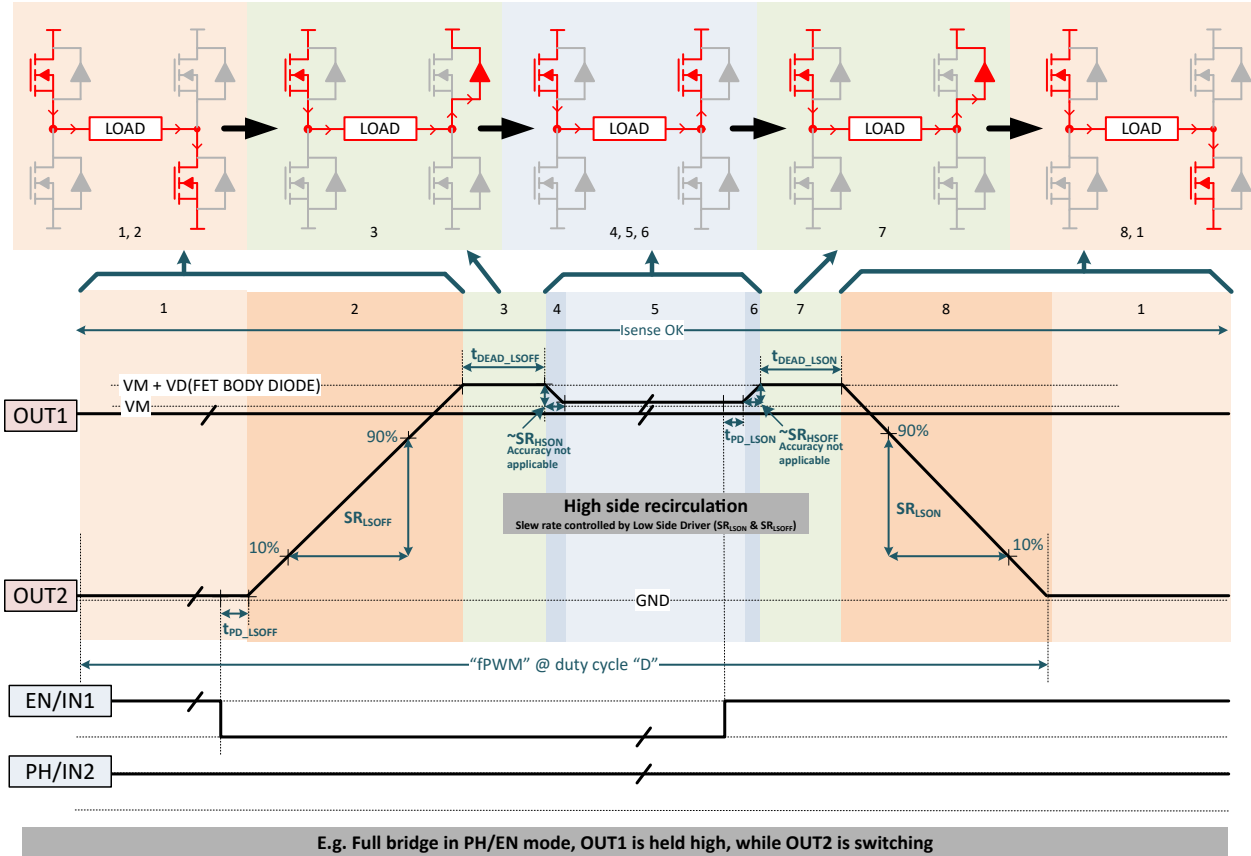 LOAD LOAD LOAD LOAD LOAD
1, 2 3 4, 5, 6 7 8, 1
1 2 3 4 5 6 7 8 1
Isense OK
tDEAD_LSOFF tDEAD_LSON
VM + VD(FET BODY DIODE)
VM
OUT1
90%
~SRHSON
Accuracy not
applicable
tPD_LSON
~SRHSOFF
Accuracy not
applicable
90%
SRLSOFF
High side recirculation
Slew rate controlled by Low Side Driver (SRLSON & SRLSOFF)
SRLSON
10% 10%
OUT2
GND
tPD_LSOFF
“fPWM” @ duty cycle “D”
EN/IN1
PH/IN2
E.g. Full bridge in PH/EN mode, OUT1 is held high, while OUT2 is switching